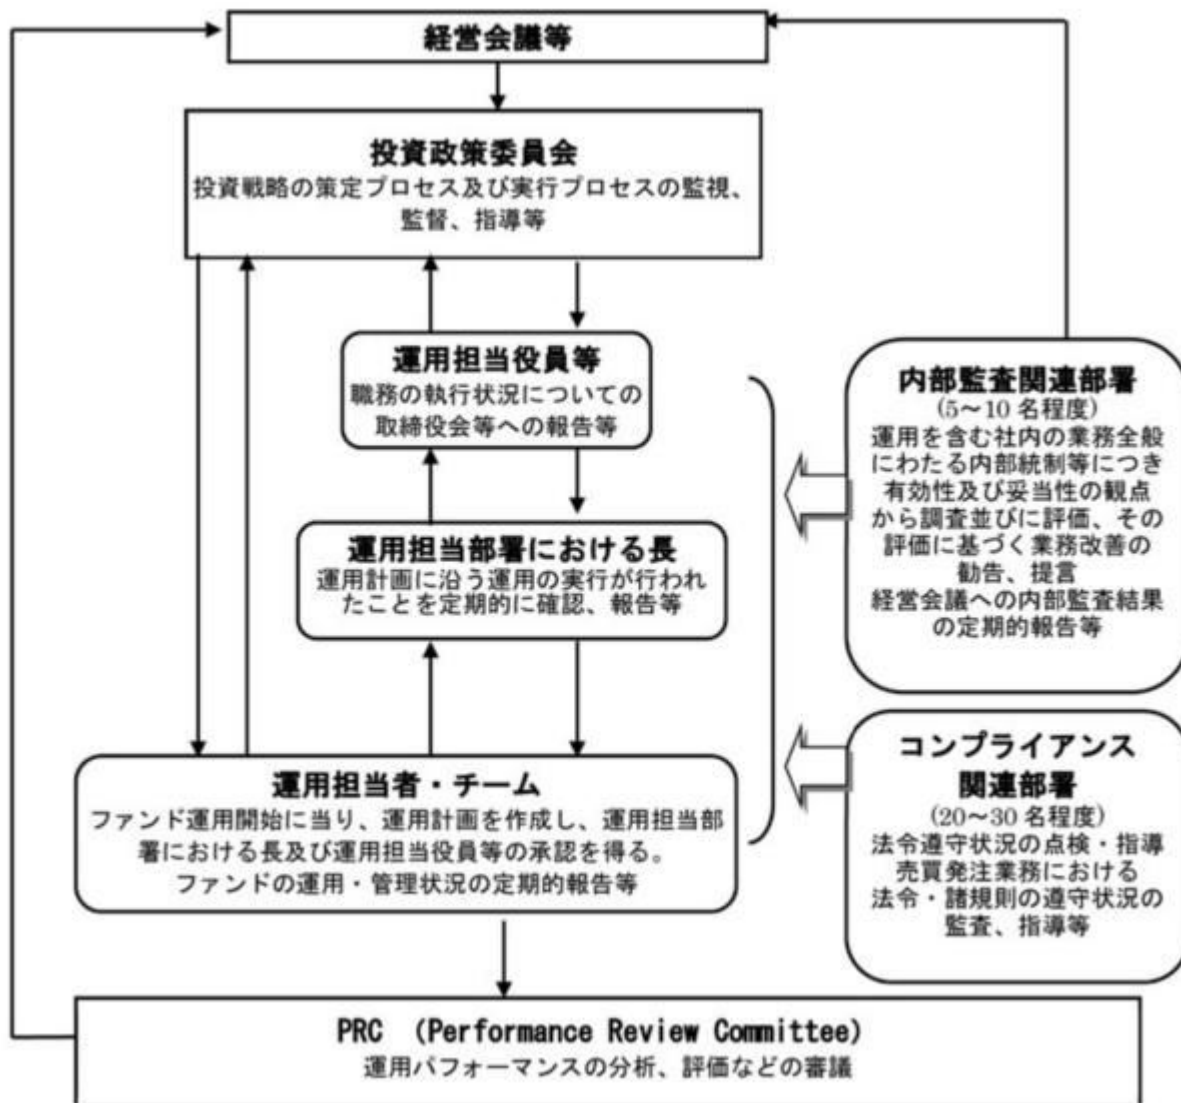 経営会議等
投資政策委員会
投資戦略の策定プロセス及び実行プロセスの監視、
監督、指導等
運用担当役員等
職務の執行状況についての
取締役会等への報告等
運用担当部署における長
運用計画に沿う運用の実行が行われ
たことを定期的に確認、報告等
運用担当者・チーム
ファンド運用開始に当り、運用計画を作成し、運用担当部
署における長及び運用担当役員等の承認を得る。
ファンドの運用・管理状況の定期的報告等
内部監査関連部署
(5～10 名程度)
運用を含む社内の業務全般
にわたる内部統制等につき
有効性及び妥当性の観点
から調査並びに評価、その
評価に基づく業務改善の
勧告、提言
経営会議への内部監査結果
の定期的報告等
コンプライアンス
関連部署
(20～30 名程度)
法令遵守状況の点検・指導
売買発注業務における
法令・諸規則の遵守状況の
監査、指導等
PRC (Performance Review Committee)
運用パフォーマンスの分析、評価などの審議